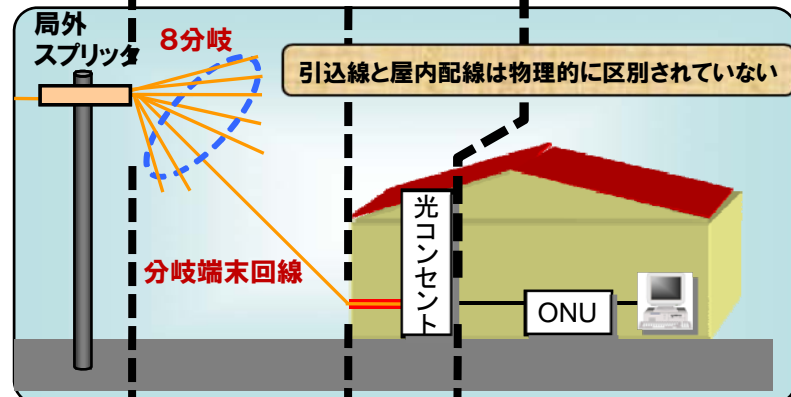 局外
スプリッタ
8分岐
引込線と屋内配線は物理的に区別されていない
分岐端末回線
光コンセント
ONU